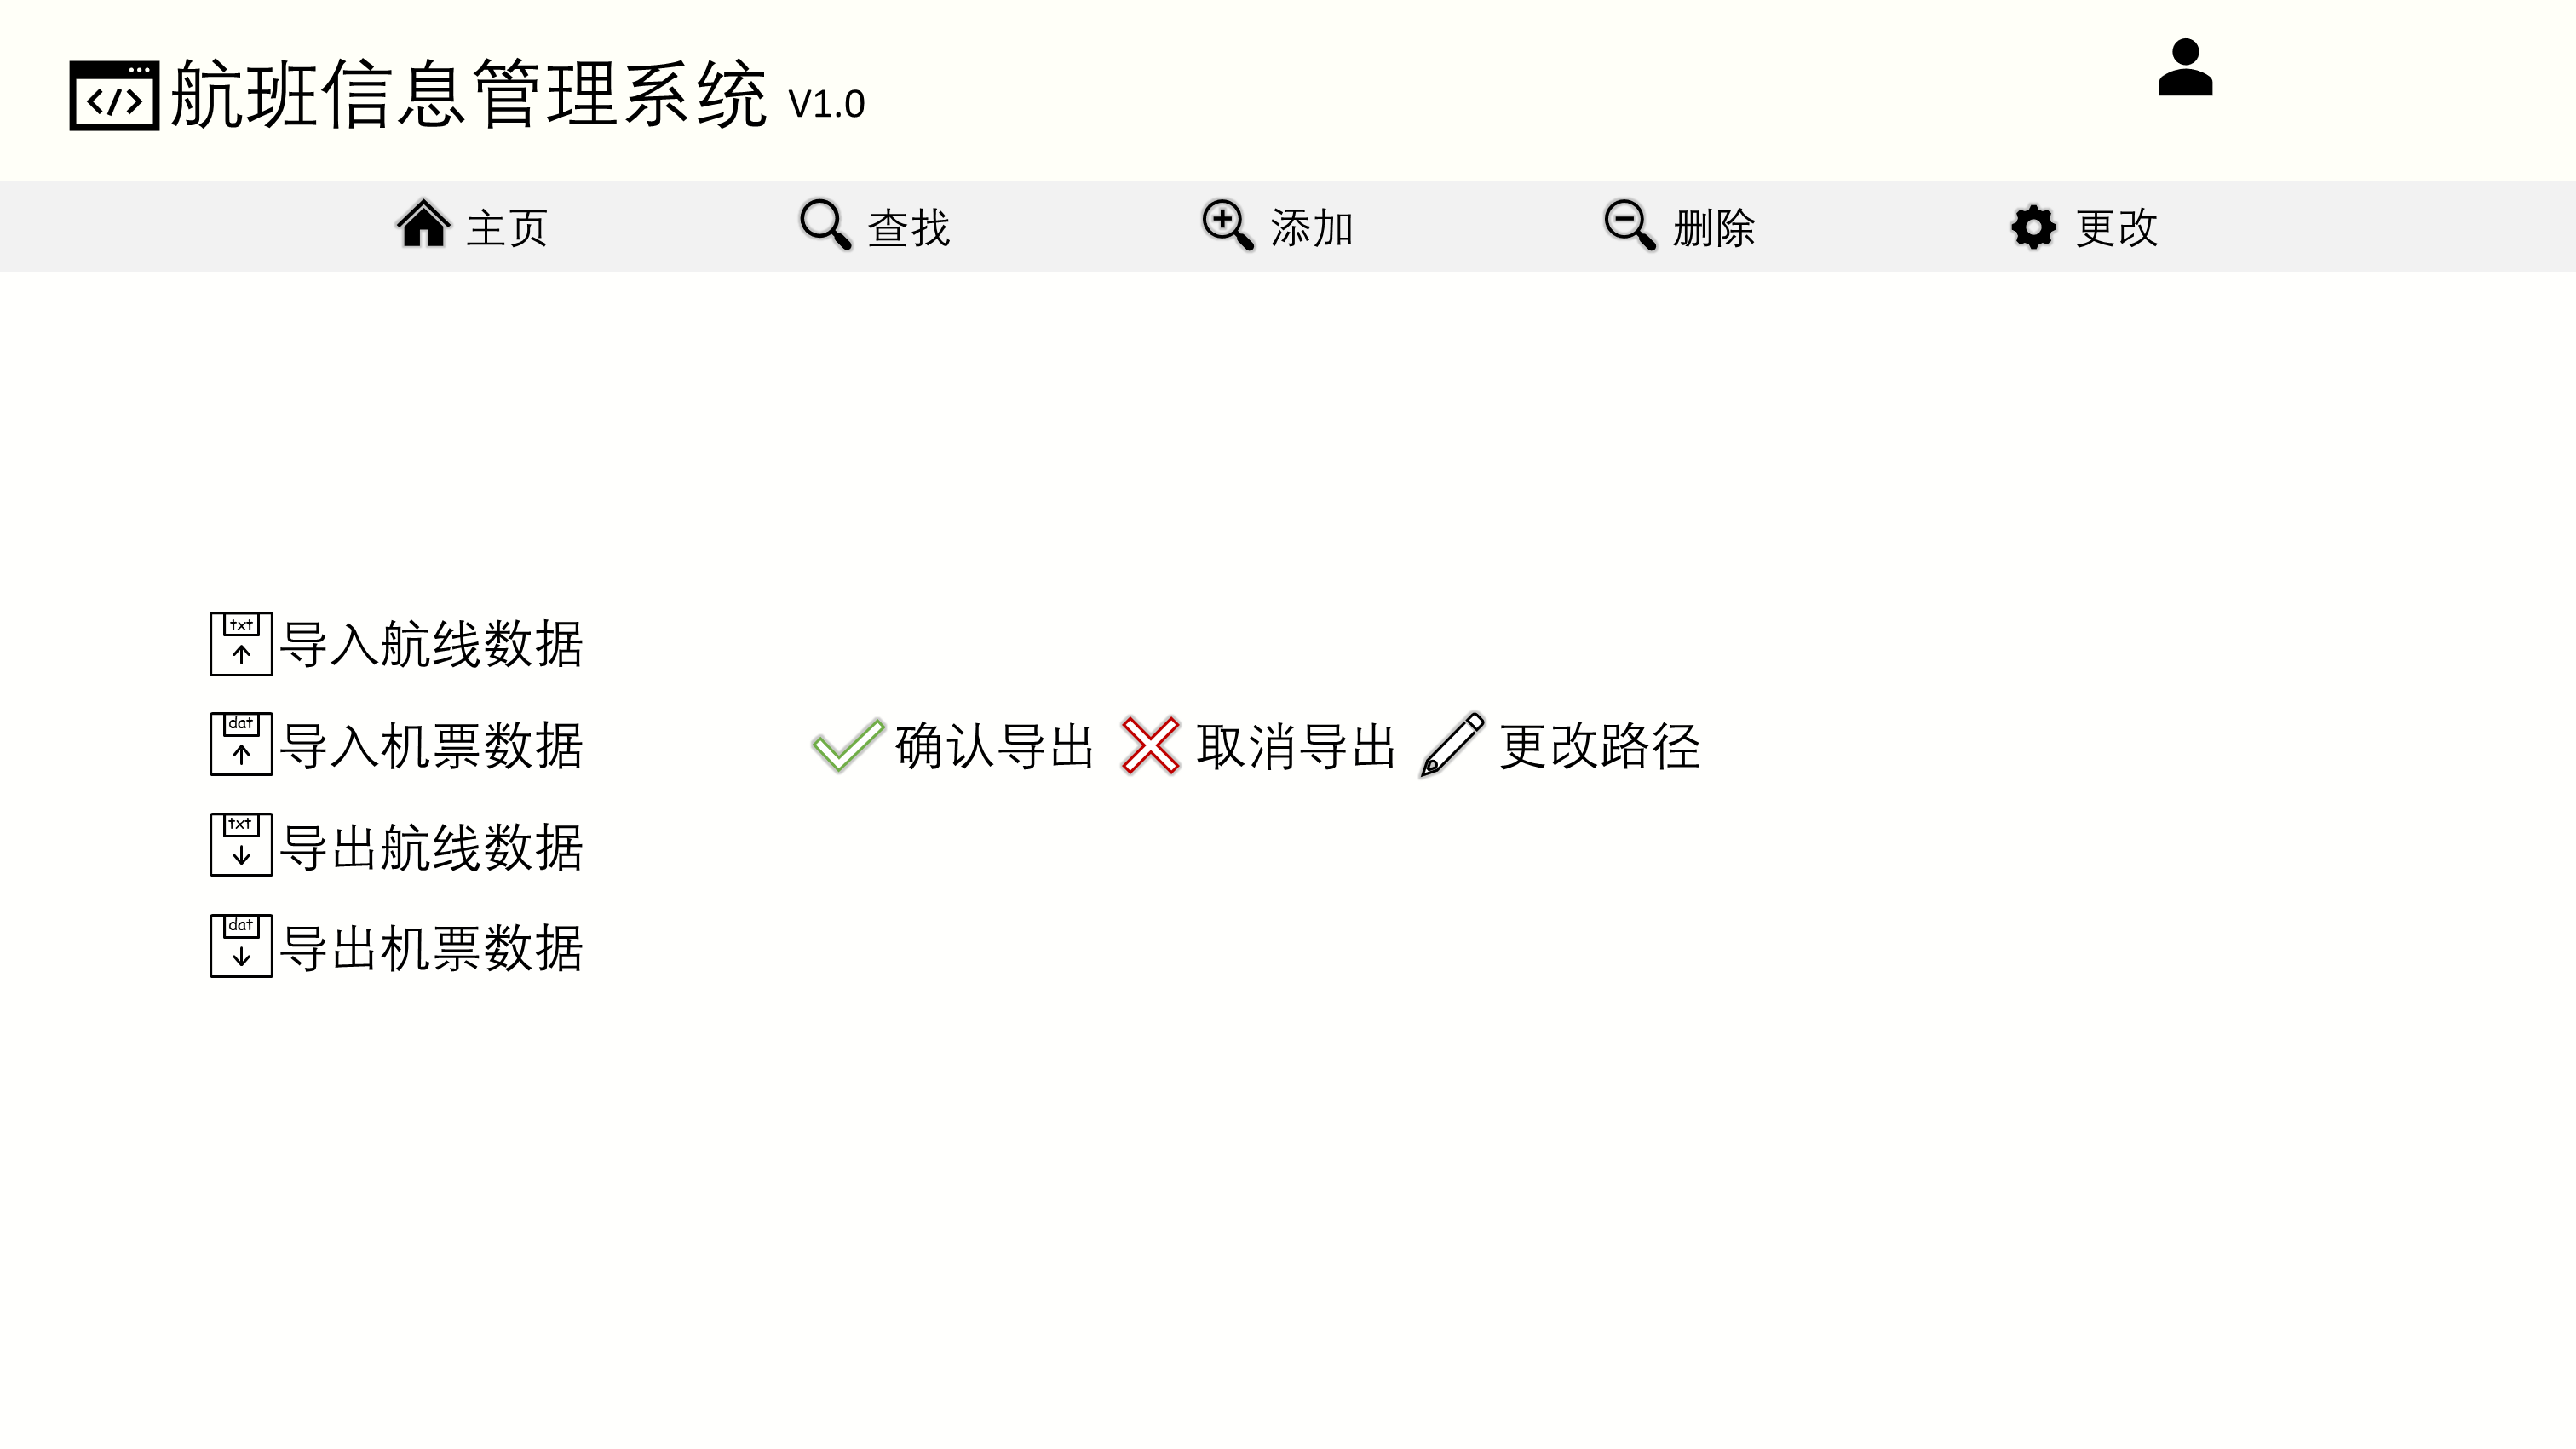 航班信息管理系统 V1.0
主页 查找 添加 删除 更改
txt 导入航线数据
dat 导入机票数据
确认导出 取消导出 更改路径
txt 导出航线数据
dat 导出机票数据